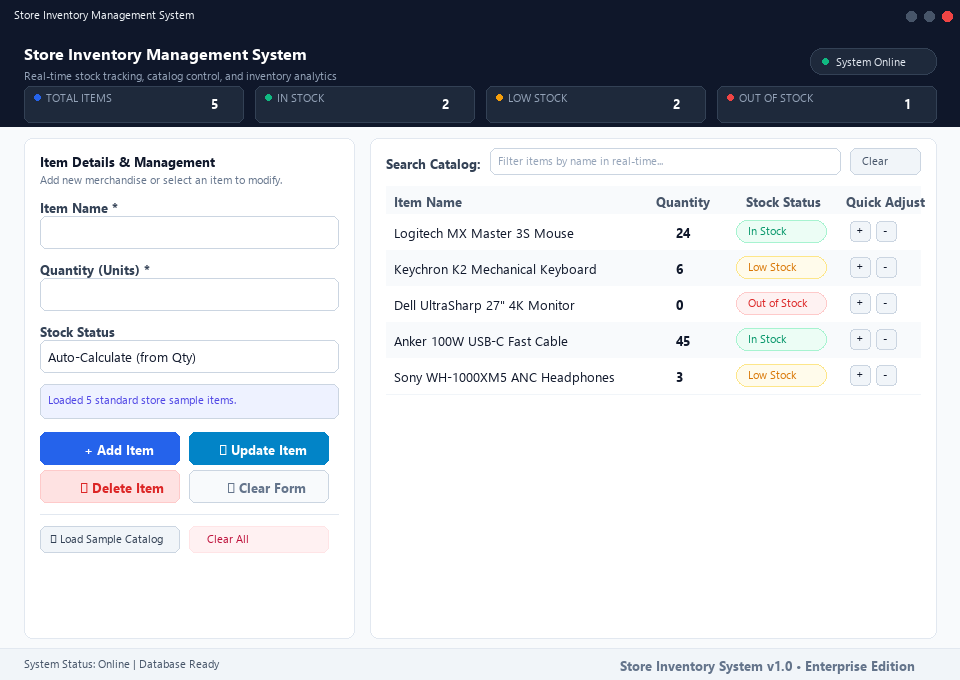 Store Inventory Management System
Store Inventory Management System
Real-time stock tracking, catalog control, and inventory analytics
System Online
TOTAL ITEMS 5
IN STOCK 2
LOW STOCK 2
OUT OF STOCK 1
Item Details & Management
Add new merchandise or select an item to modify.
Item Name *
Quantity (Units) *
Stock Status
Auto-Calculate (from Qty)
Loaded 5 standard store sample items.
+ Add Item
Update Item
Delete Item
Clear Form
Load Sample Catalog
Clear All
Search Catalog: Filter items by name in real-time... Clear
Item Name Quantity Stock Status Quick Adjust
Logitech MX Master 3S Mouse 24 In Stock + -
Keychron K2 Mechanical Keyboard 6 Low Stock + -
Dell UltraSharp 27" 4K Monitor 0 Out of Stock + -
Anker 100W USB-C Fast Cable 45 In Stock + -
Sony WH-1000XM5 ANC Headphones 3 Low Stock + -
System Status: Online | Database Ready
Store Inventory System v1.0 • Enterprise Edition